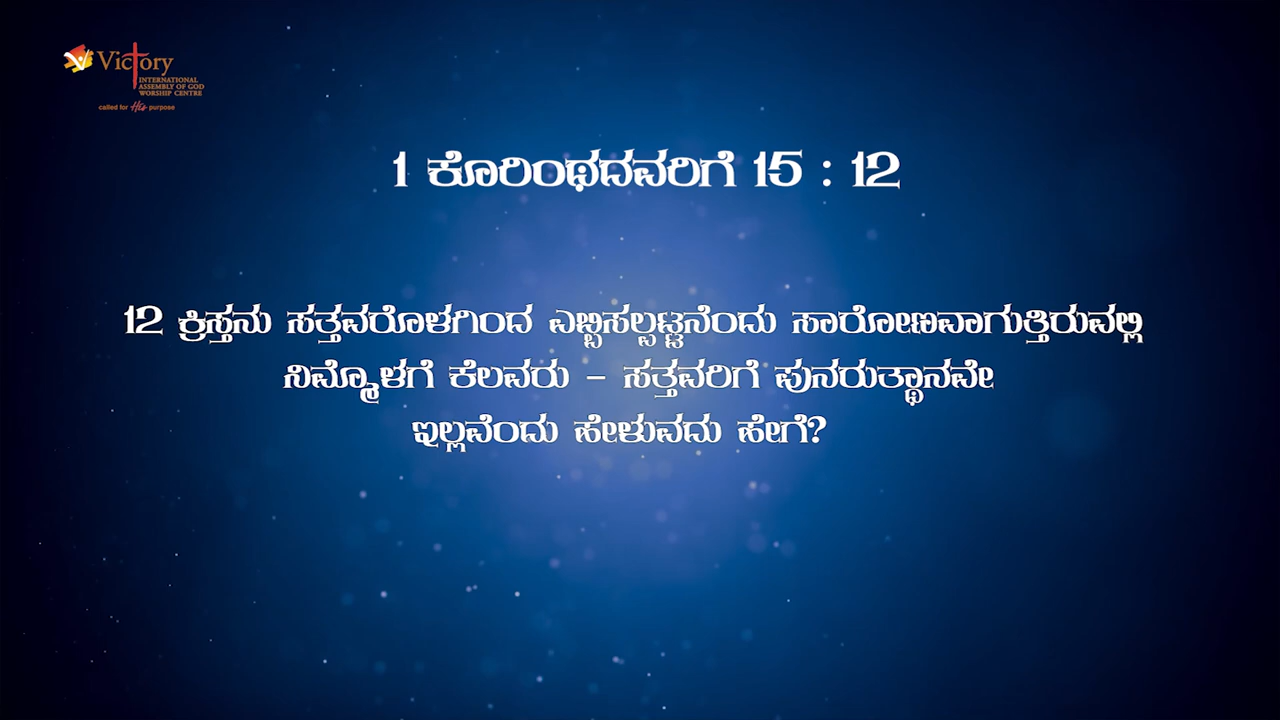 Victory
INTERNATIONAL
ASSEMBLY OF GOD
WORSHIP CENTRE
called for His purpose
1 ಕೊರಿಂಥದವರಿಗೆ 15 : 12
12 ಕ್ರಿಸ್ತನು ಸತ್ತವರೊಳಗಿಂದ ಎಬ್ಬಿಸಲ್ಪಟ್ಟನೆಂದು ಸಾರೋಣವಾಗುತ್ತಿರುವಲ್ಲಿ
ನಿಮ್ಮೊಳಗೆ ಕೆಲವರು – ಸತ್ತವರಿಗೆ ಪುನರುತ್ಥಾನವೇ
ಇಲ್ಲವೆಂದು ಹೇಳುವದು ಹೇಗೆ?